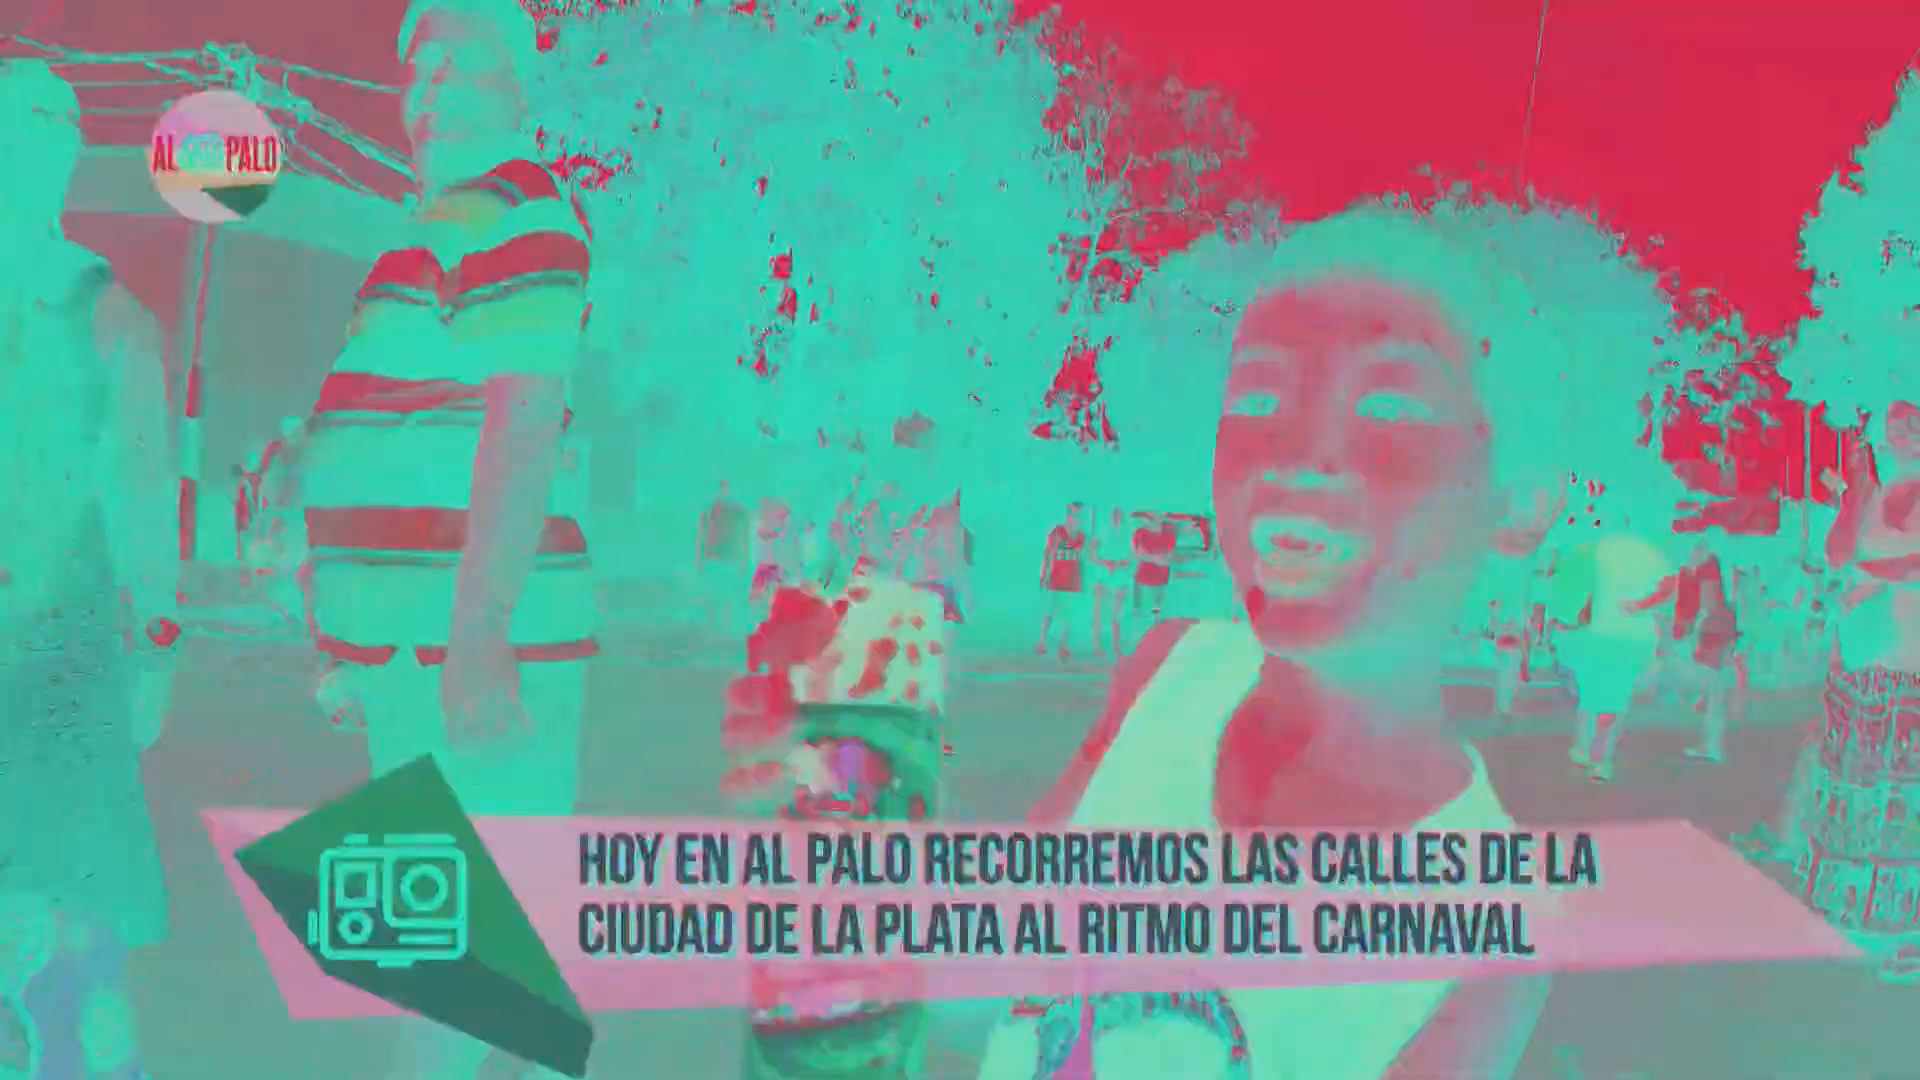 AL PALO
HOY EN AL PALO RECORREMOS LAS CALLES DE LA
CIUDAD DE LA PLATA AL RITMO DEL CARNAVAL